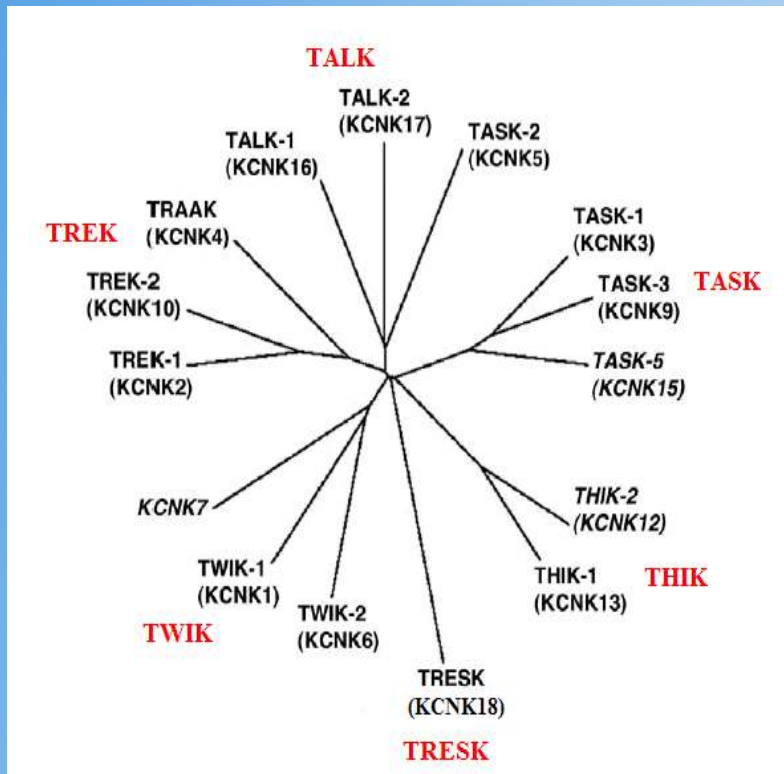 TALK
TALK-2
(KCNK17)
TALK-1
(KCNK16)
TASK-2
(KCNK5)
TRAAK
(KCNK4)
TREK
TASK-1
(KCNK3)
TREK-2
(KCNK10)
TASK-3
(KCNK9)
TASK
TREK-1
(KCNK2)
TASK-5
(KCNK15)
KCNK7
THIK-2
(KCNK12)
TWIK-1
(KCNK1)
THIK-1
(KCNK13)
THIK
TWIK-2
(KCNK6)
TWIK
TRESK
(KCNK18)
TRESK